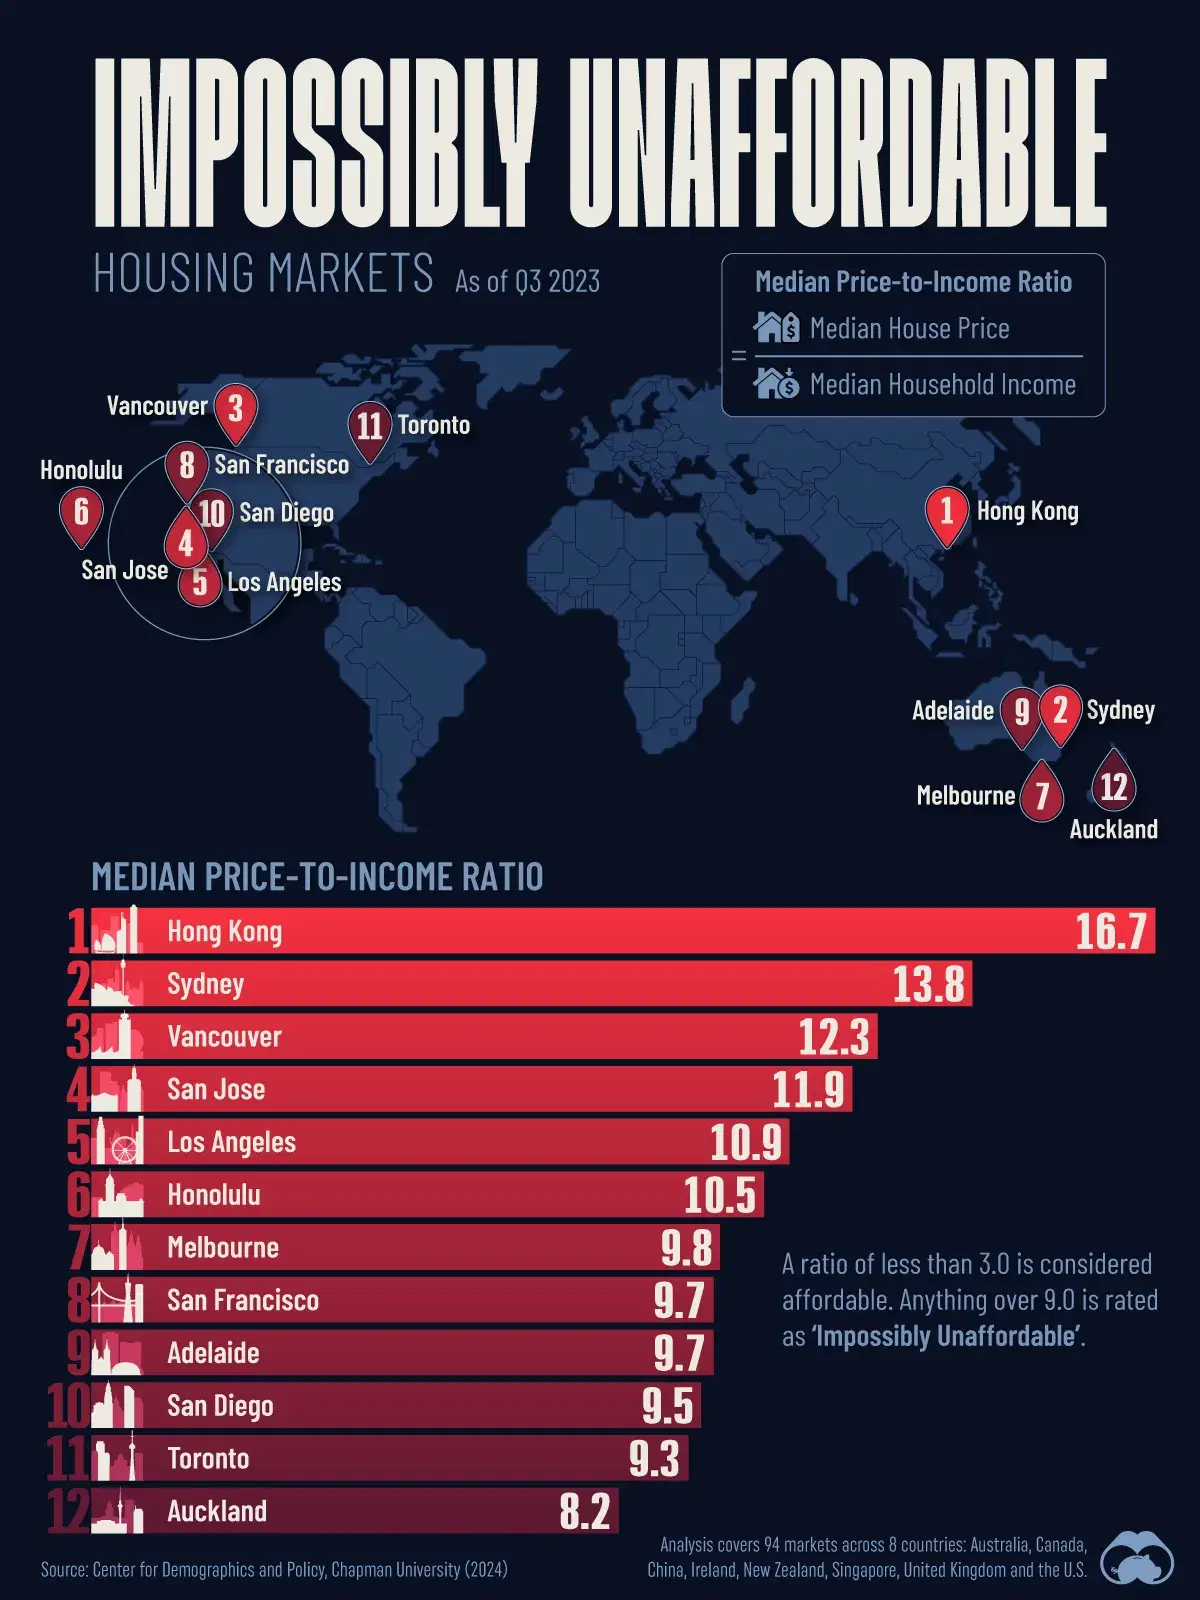 IMPOSSIBLY UNAFFORDABLE
HOUSING MARKETS As of Q3 2023
Median Price-to-Income Ratio
Median House Price
=
Median Household Income
Vancouver 3
11 Toronto
8 San Francisco
Honolulu
6
10 San Diego
4
San Jose
5 Los Angeles
1 Hong Kong
Adelaide 9
2 Sydney
Melbourne 7
12
Auckland
MEDIAN PRICE-TO-INCOME RATIO
1 Hong Kong 16.7
2 Sydney 13.8
3 Vancouver 12.3
4 San Jose 11.9
5 Los Angeles 10.9
6 Honolulu 10.5
7 Melbourne 9.8
8 San Francisco 9.7
9 Adelaide 9.7
10 San Diego 9.5
11 Toronto 9.3
12 Auckland 8.2
A ratio of less than 3.0 is considered
affordable. Anything over 9.0 is rated
as ‘Impossibly Unaffordable’.
Source: Center for Demographics and Policy, Chapman University (2024)
Analysis covers 94 markets across 8 countries: Australia, Canada,
China, Ireland, New Zealand, Singapore, United Kingdom and the U.S.